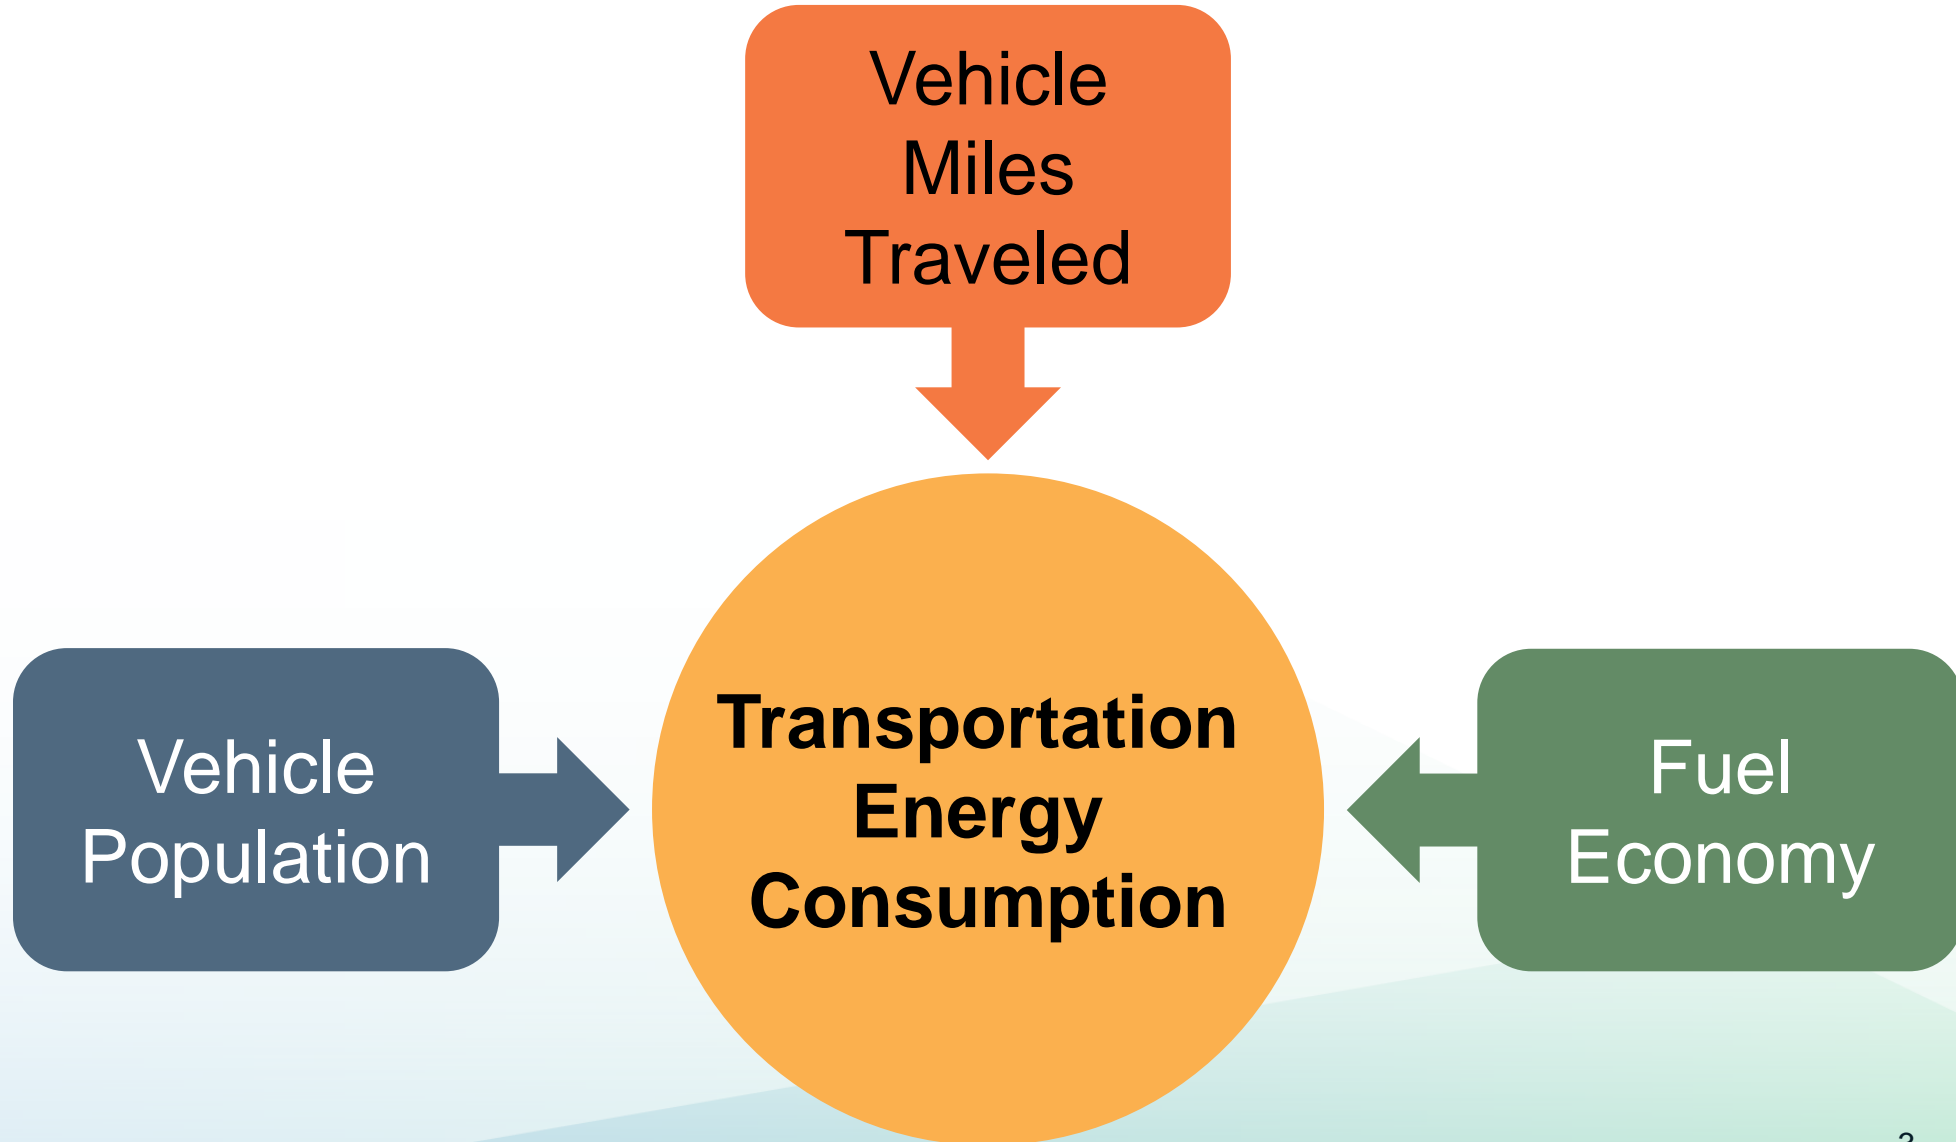 Vehicle
Miles
Traveled
Vehicle
Population
Transportation
Energy
Consumption
Fuel
Economy